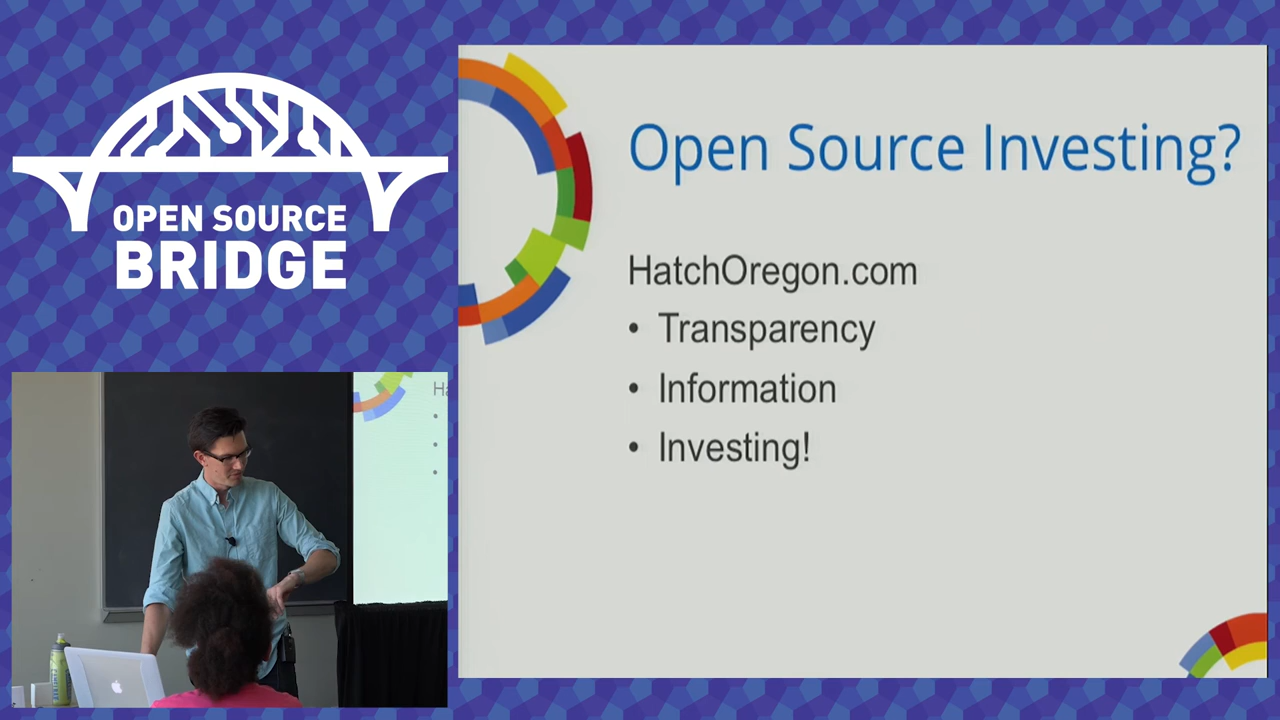 OPEN SOURCE
BRIDGE
Open Source Investing?
HatchOregon.com
• Transparency
• Information
• Investing!